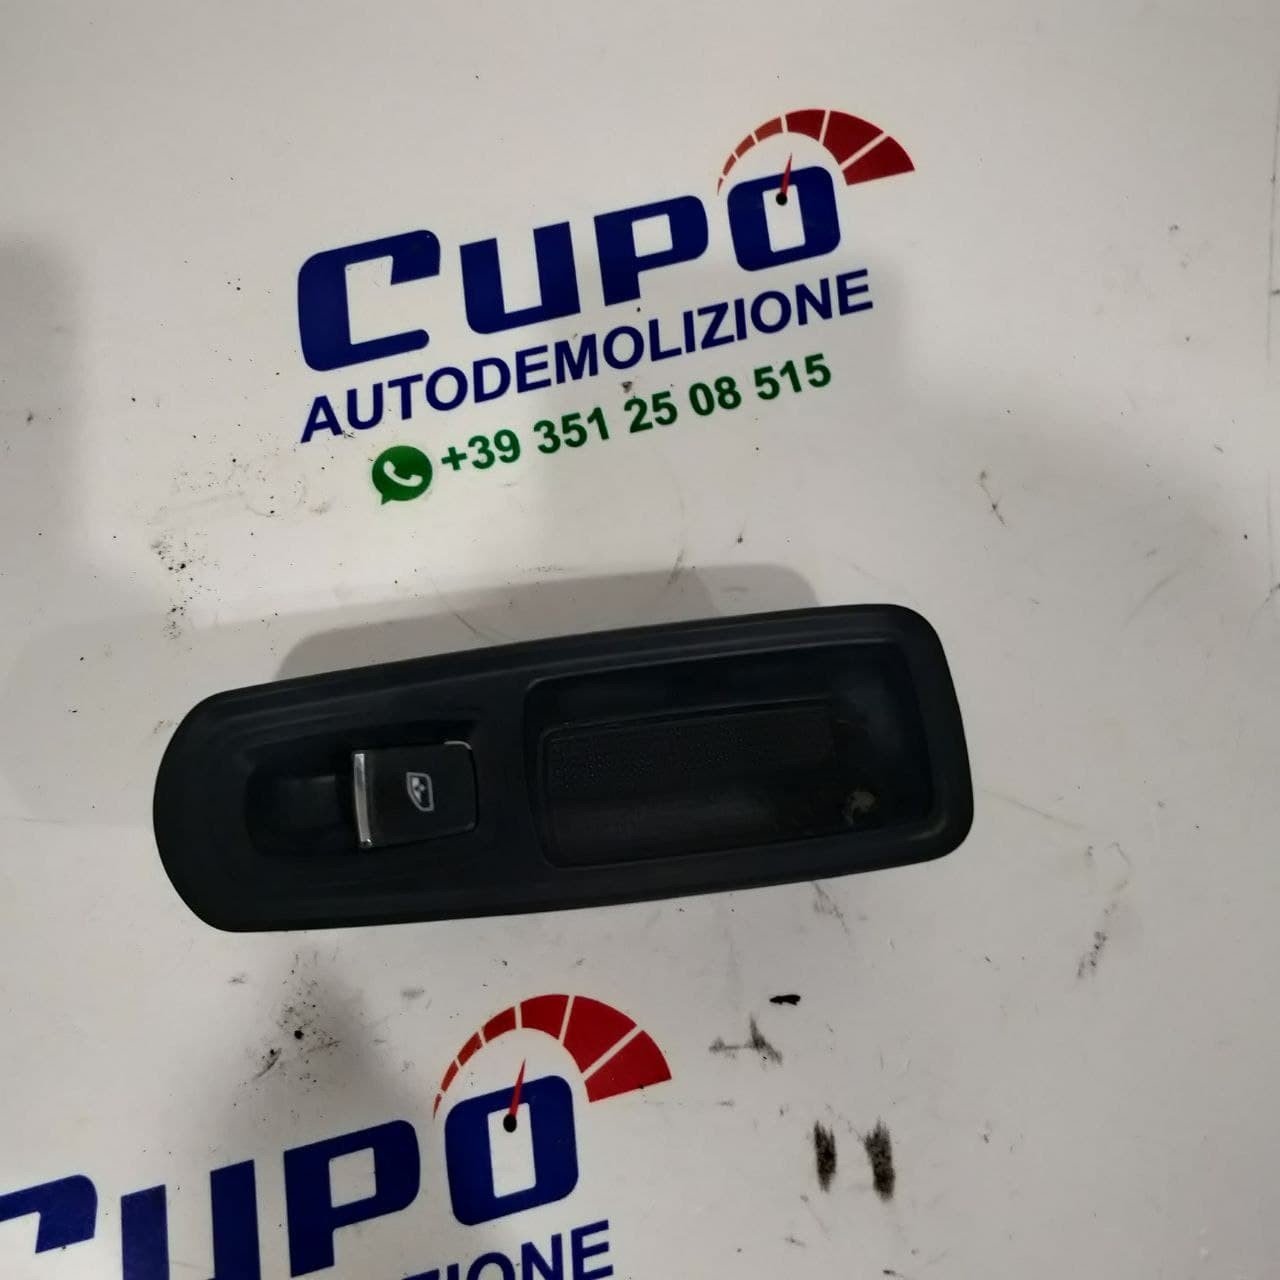 CUPO
AUTODEMOLIZIONE
+39 351 25 08 515
CUPO